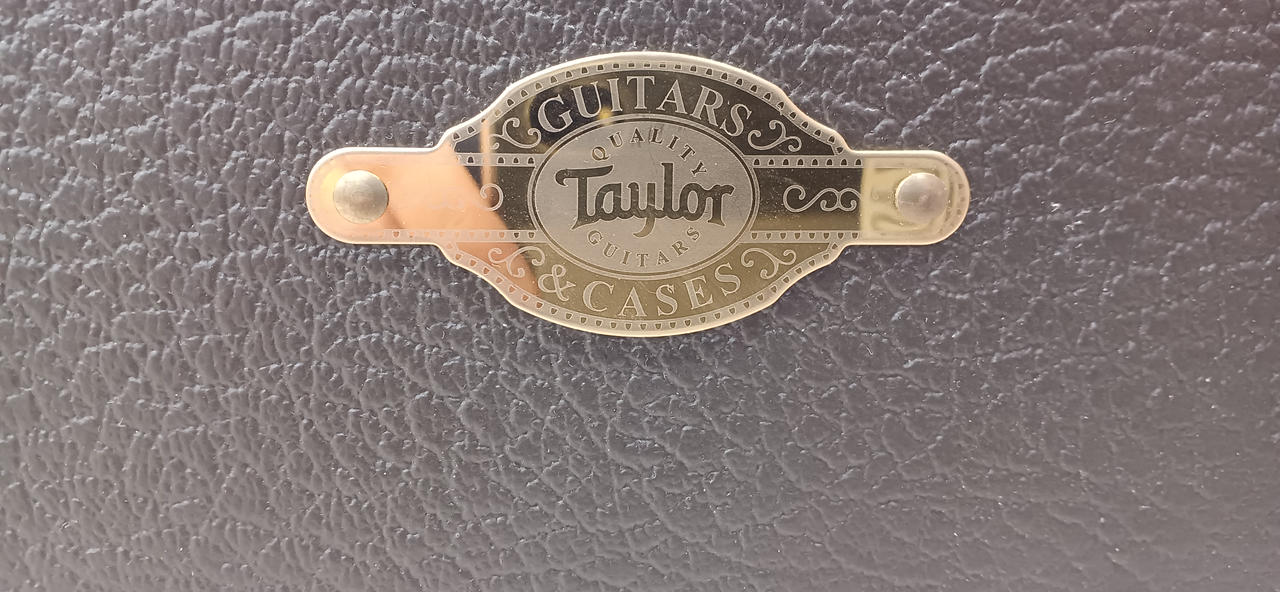 GUITARS
QUALITY
Taylor
GUITARS
& CASES